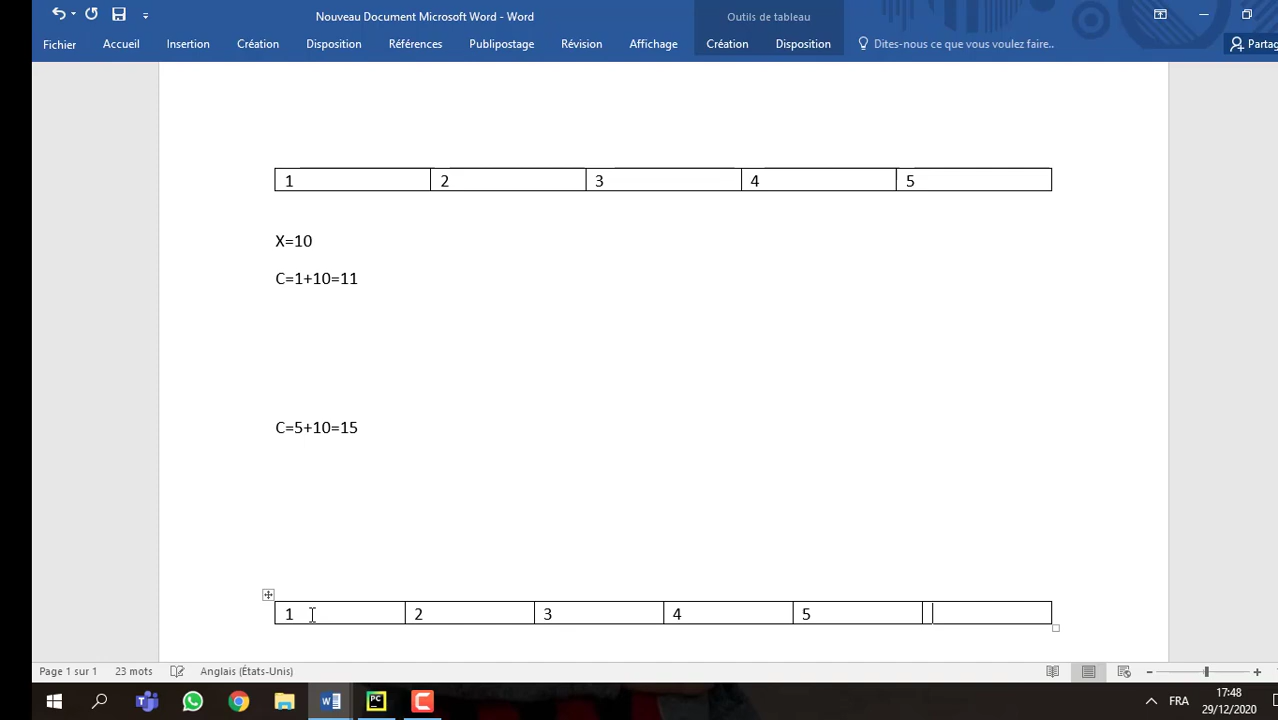 Nouveau Document Microsoft Word - Word
Outils de tableau
Fichier Accueil Insertion Création Disposition Références Publipostage Révision Affichage Création Disposition Dites-nous ce que vous voulez faire.. Partag
1 2 3 4 5
X=10
C=1+10=11
C=5+10=15
1 2 3 4 5
Page 1 sur 1 23 mots Anglais (États-Unis)
FRA 17:48
29/12/2020